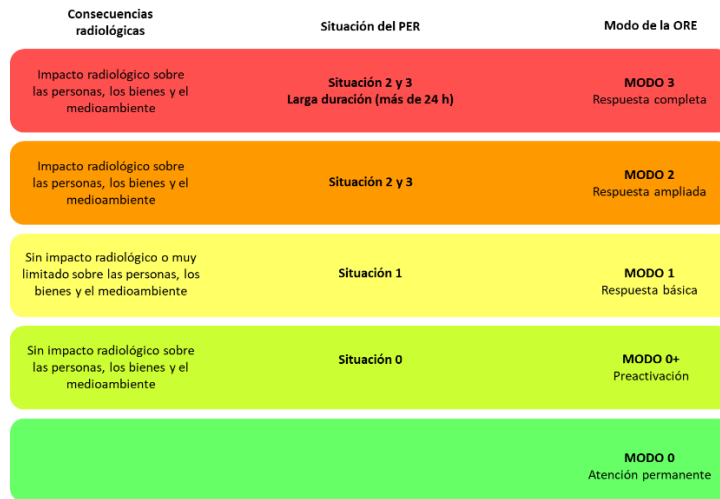 Consecuencias
radiológicas
Situación del PER
Modo de la ORE
Impacto radiológico sobre
las personas, los bienes y el
medioambiente
Situación 2 y 3
Larga duración (más de 24 h)
MODO 3
Respuesta completa
Impacto radiológico sobre
las personas, los bienes y el
medioambiente
Situación 2 y 3
MODO 2
Respuesta ampliada
Sin impacto radiológico o muy
limitado sobre las personas, los
bienes y el medioambiente
Situación 1
MODO 1
Respuesta básica
Sin impacto radiológico sobre
las personas, los bienes y el
medioambiente
Situación 0
MODO 0+
Preactivación
MODO 0
Atención permanente